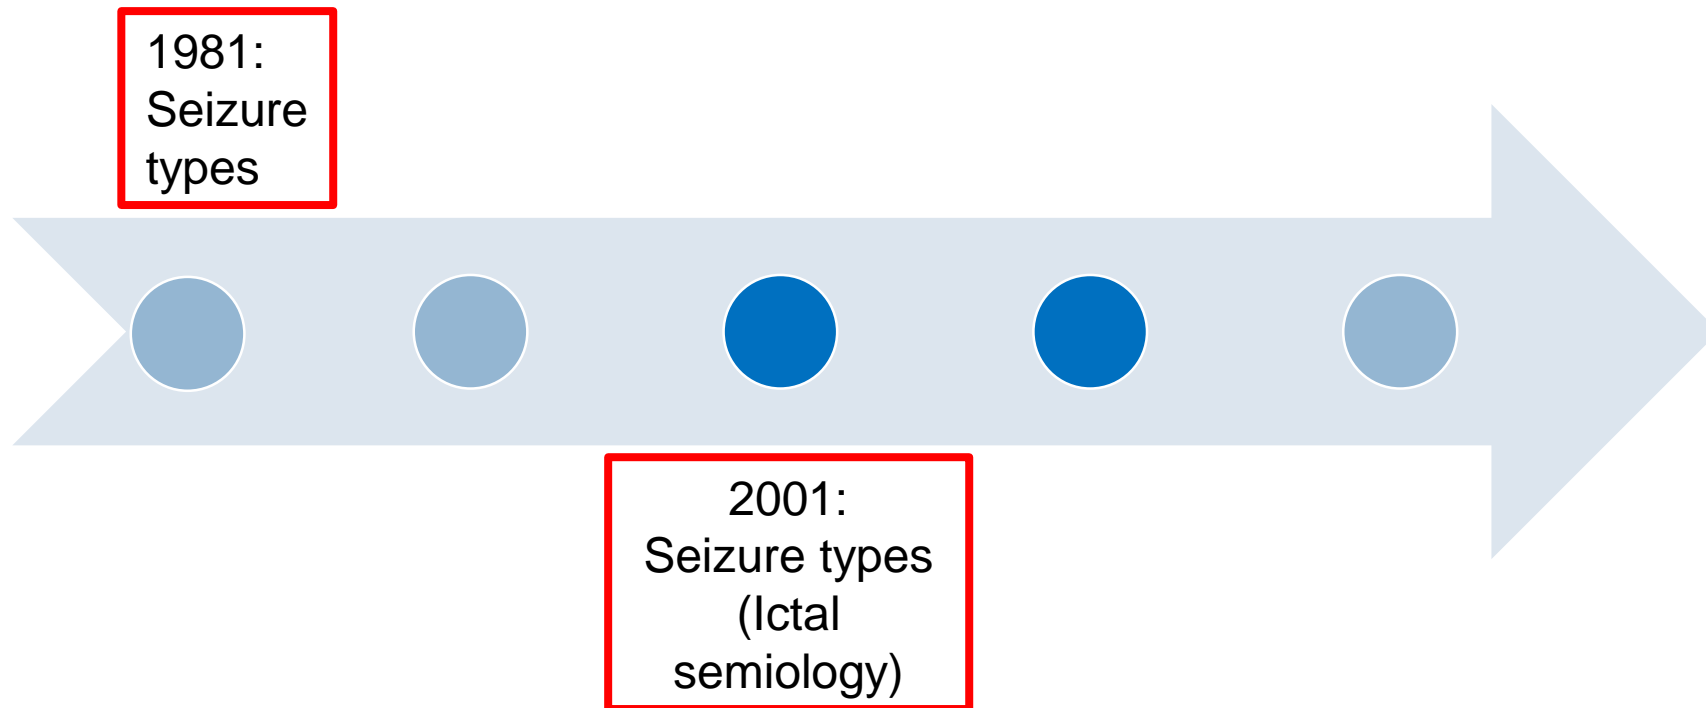 1981:
Seizure
types
2001:
Seizure types
(Ictal
semiology)